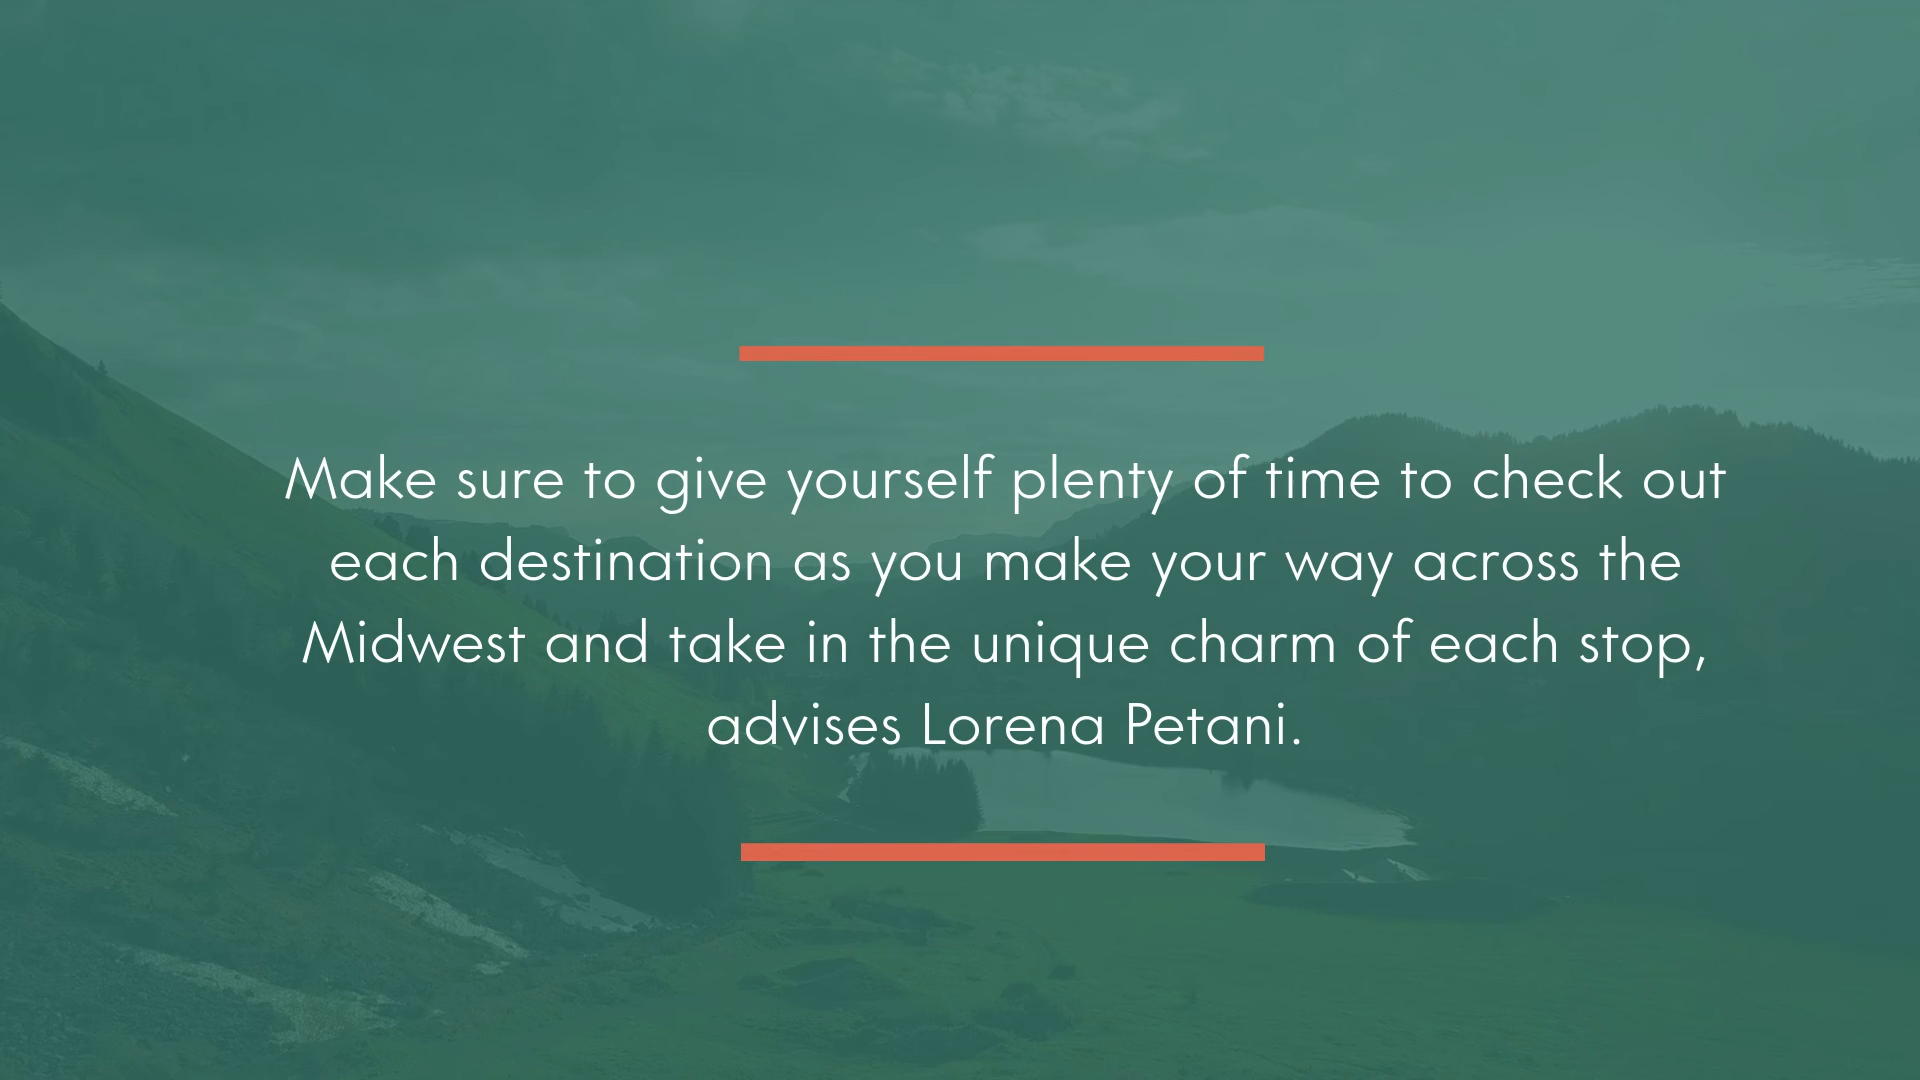 Make sure to give yourself plenty of time to check out
each destination as you make your way across the
Midwest and take in the unique charm of each stop,
advises Lorena Petani.